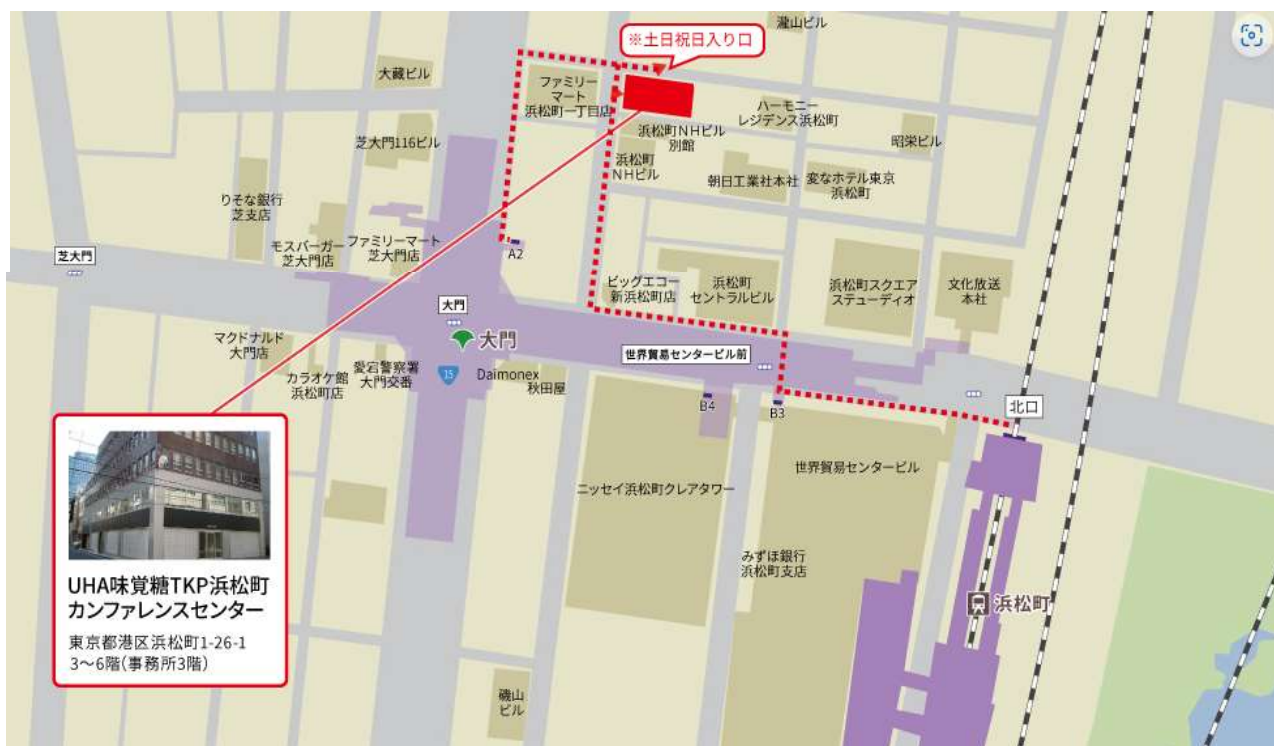 瀧山ビル
※土日祝日入り口
大蔵ビル
ファミリー
マート
浜松町一丁目店
ハーモニー
レジデンス浜松町
浜松町NHビル
別館
昭栄ビル
芝大門116ビル
浜松町
NHビル
朝日工業社本社
変なホテル東京
浜松町
りそな銀行
芝支店
モスバーガー
芝大門店
ファミリーマート
芝大門店
A2
芝大門
ビッグエコー
新浜松町店
浜松町
セントラルビル
浜松町スクエア
ステューディオ
文化放送
本社
大門
大門
マクドナルド
大門店
世界貿易センタービル前
カラオケ館
浜松町店
愛宕警察署
大門交番
15
Daimonex
秋田屋
B4
B3
北口
世界貿易センタービル
ニッセイ浜松町クレアタワー
みずほ銀行
浜松町支店
浜松町
UHA味覚糖TKP浜松町
カンファレンスセンター
東京都港区浜松町1-26-1
3〜6階(事務所3階)
磯山
ビル